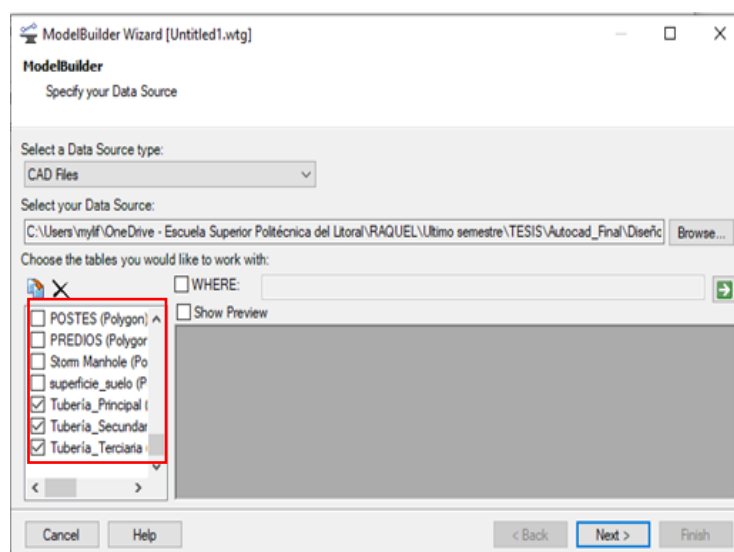 ModelBuilder Wizard [Untitled1.wtg]
ModelBuilder
Specify your Data Source
Select a Data Source type:
CAD Files
Select your Data Source:
C:\Users\mylif\OneDrive - Escuela Superior Politécnica del Litoral\RAQUEL\Ultimo semestre\TESIS\Autocad_Final\Diseñc Browse...
Choose the tables you would like to work with:
WHERE:
Show Preview
POSTES (Polygon)
PREDIOS (Polygor
Storm Manhole (Po
superficie_suelo (P
Tubería_Principal (
Tubería_Secundar
Tubería_Terciaria
Cancel Help < Back Next > Finish